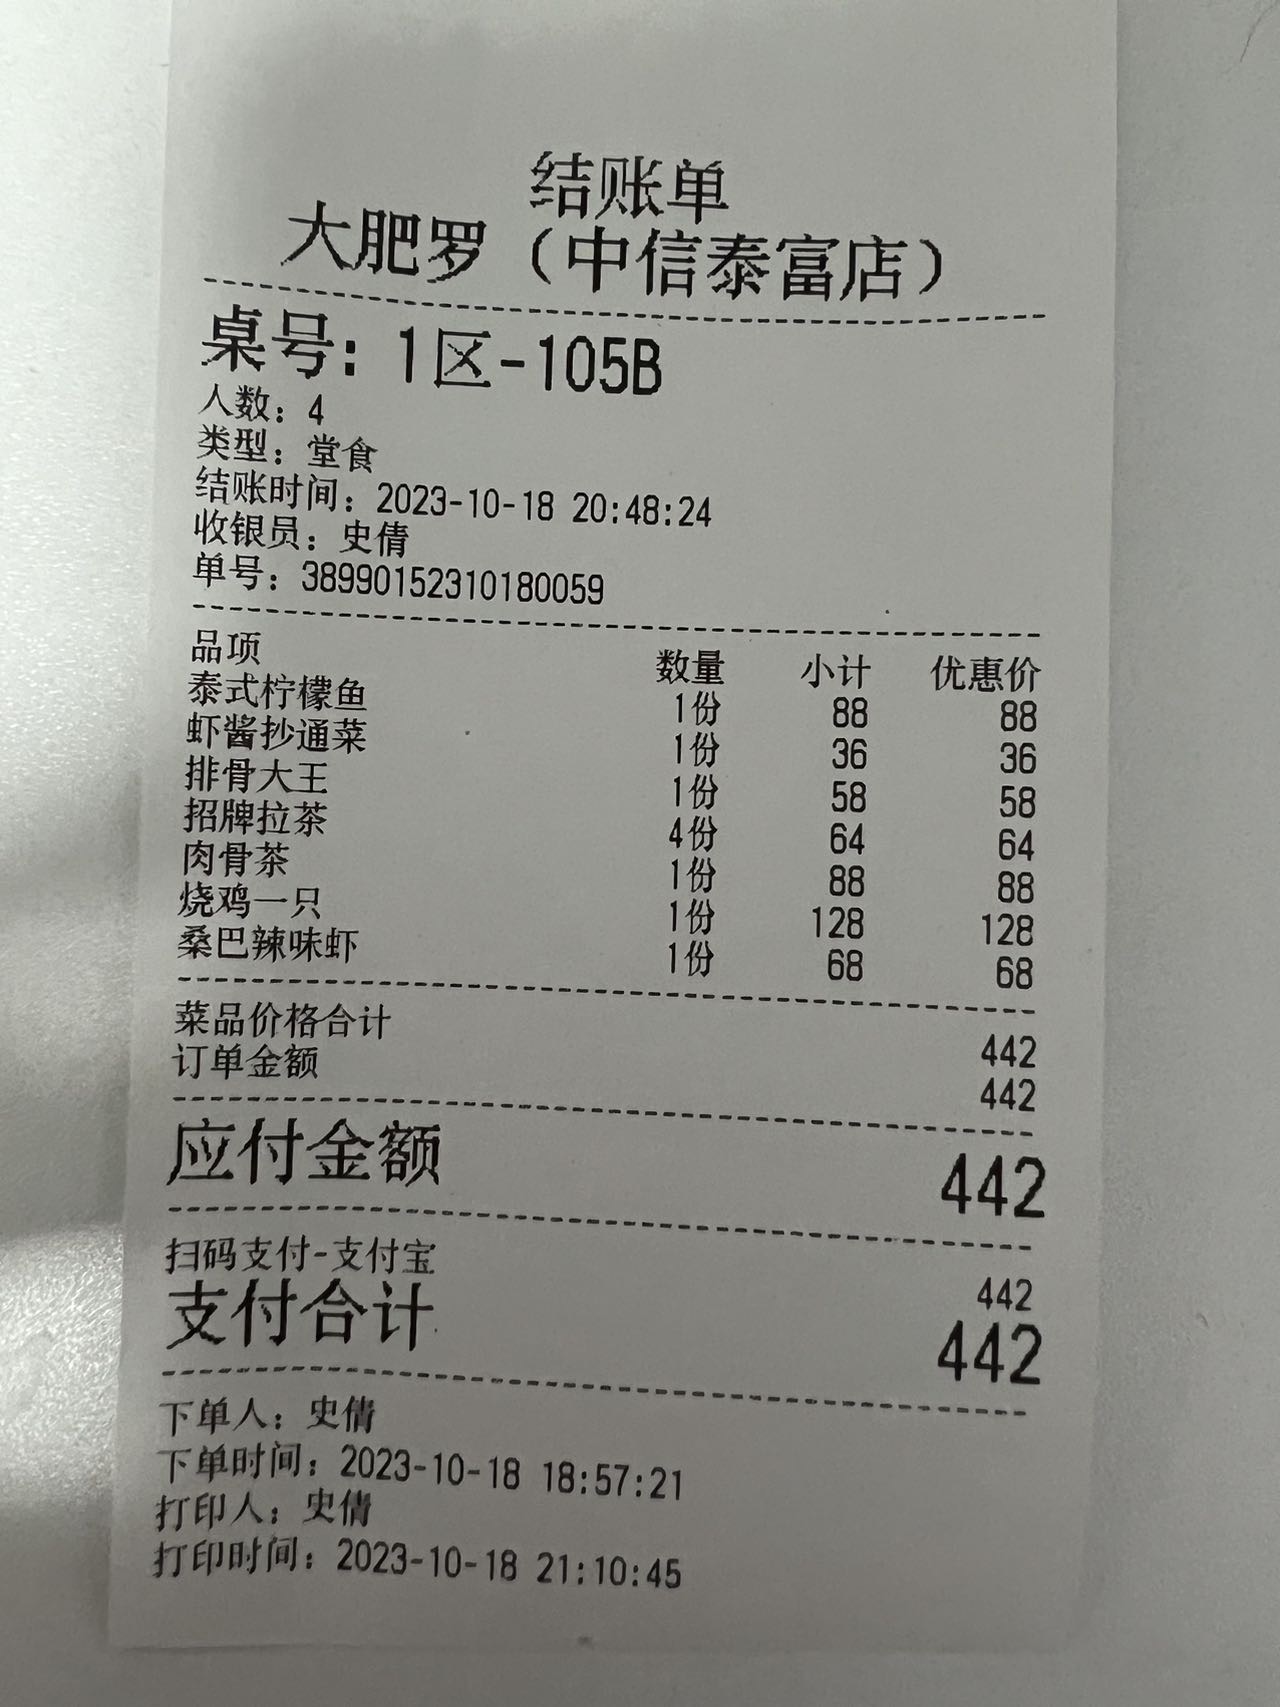 结账单
大肥罗（中信泰富店）
桌号：1区-105B
人数：4
类型：堂食
结账时间：2023-10-18 20:48:24
收银员：史倩
单号：38990152310180059
品项 数量 小计 优惠价
泰式柠檬鱼 1份 88 88
虾酱抄通菜 1份 36 36
排骨大王 1份 58 58
招牌拉茶 4份 64 64
肉骨茶 1份 88 88
烧鸡一只 1份 128 128
桑巴辣味虾 1份 68 68
菜品价格合计 442
订单金额 442
应付金额 442
扫码支付-支付宝 442
支付合计 442
下单人：史倩
下单时间：2023-10-18 18:57:21
打印人：史倩
打印时间：2023-10-18 21:10:45